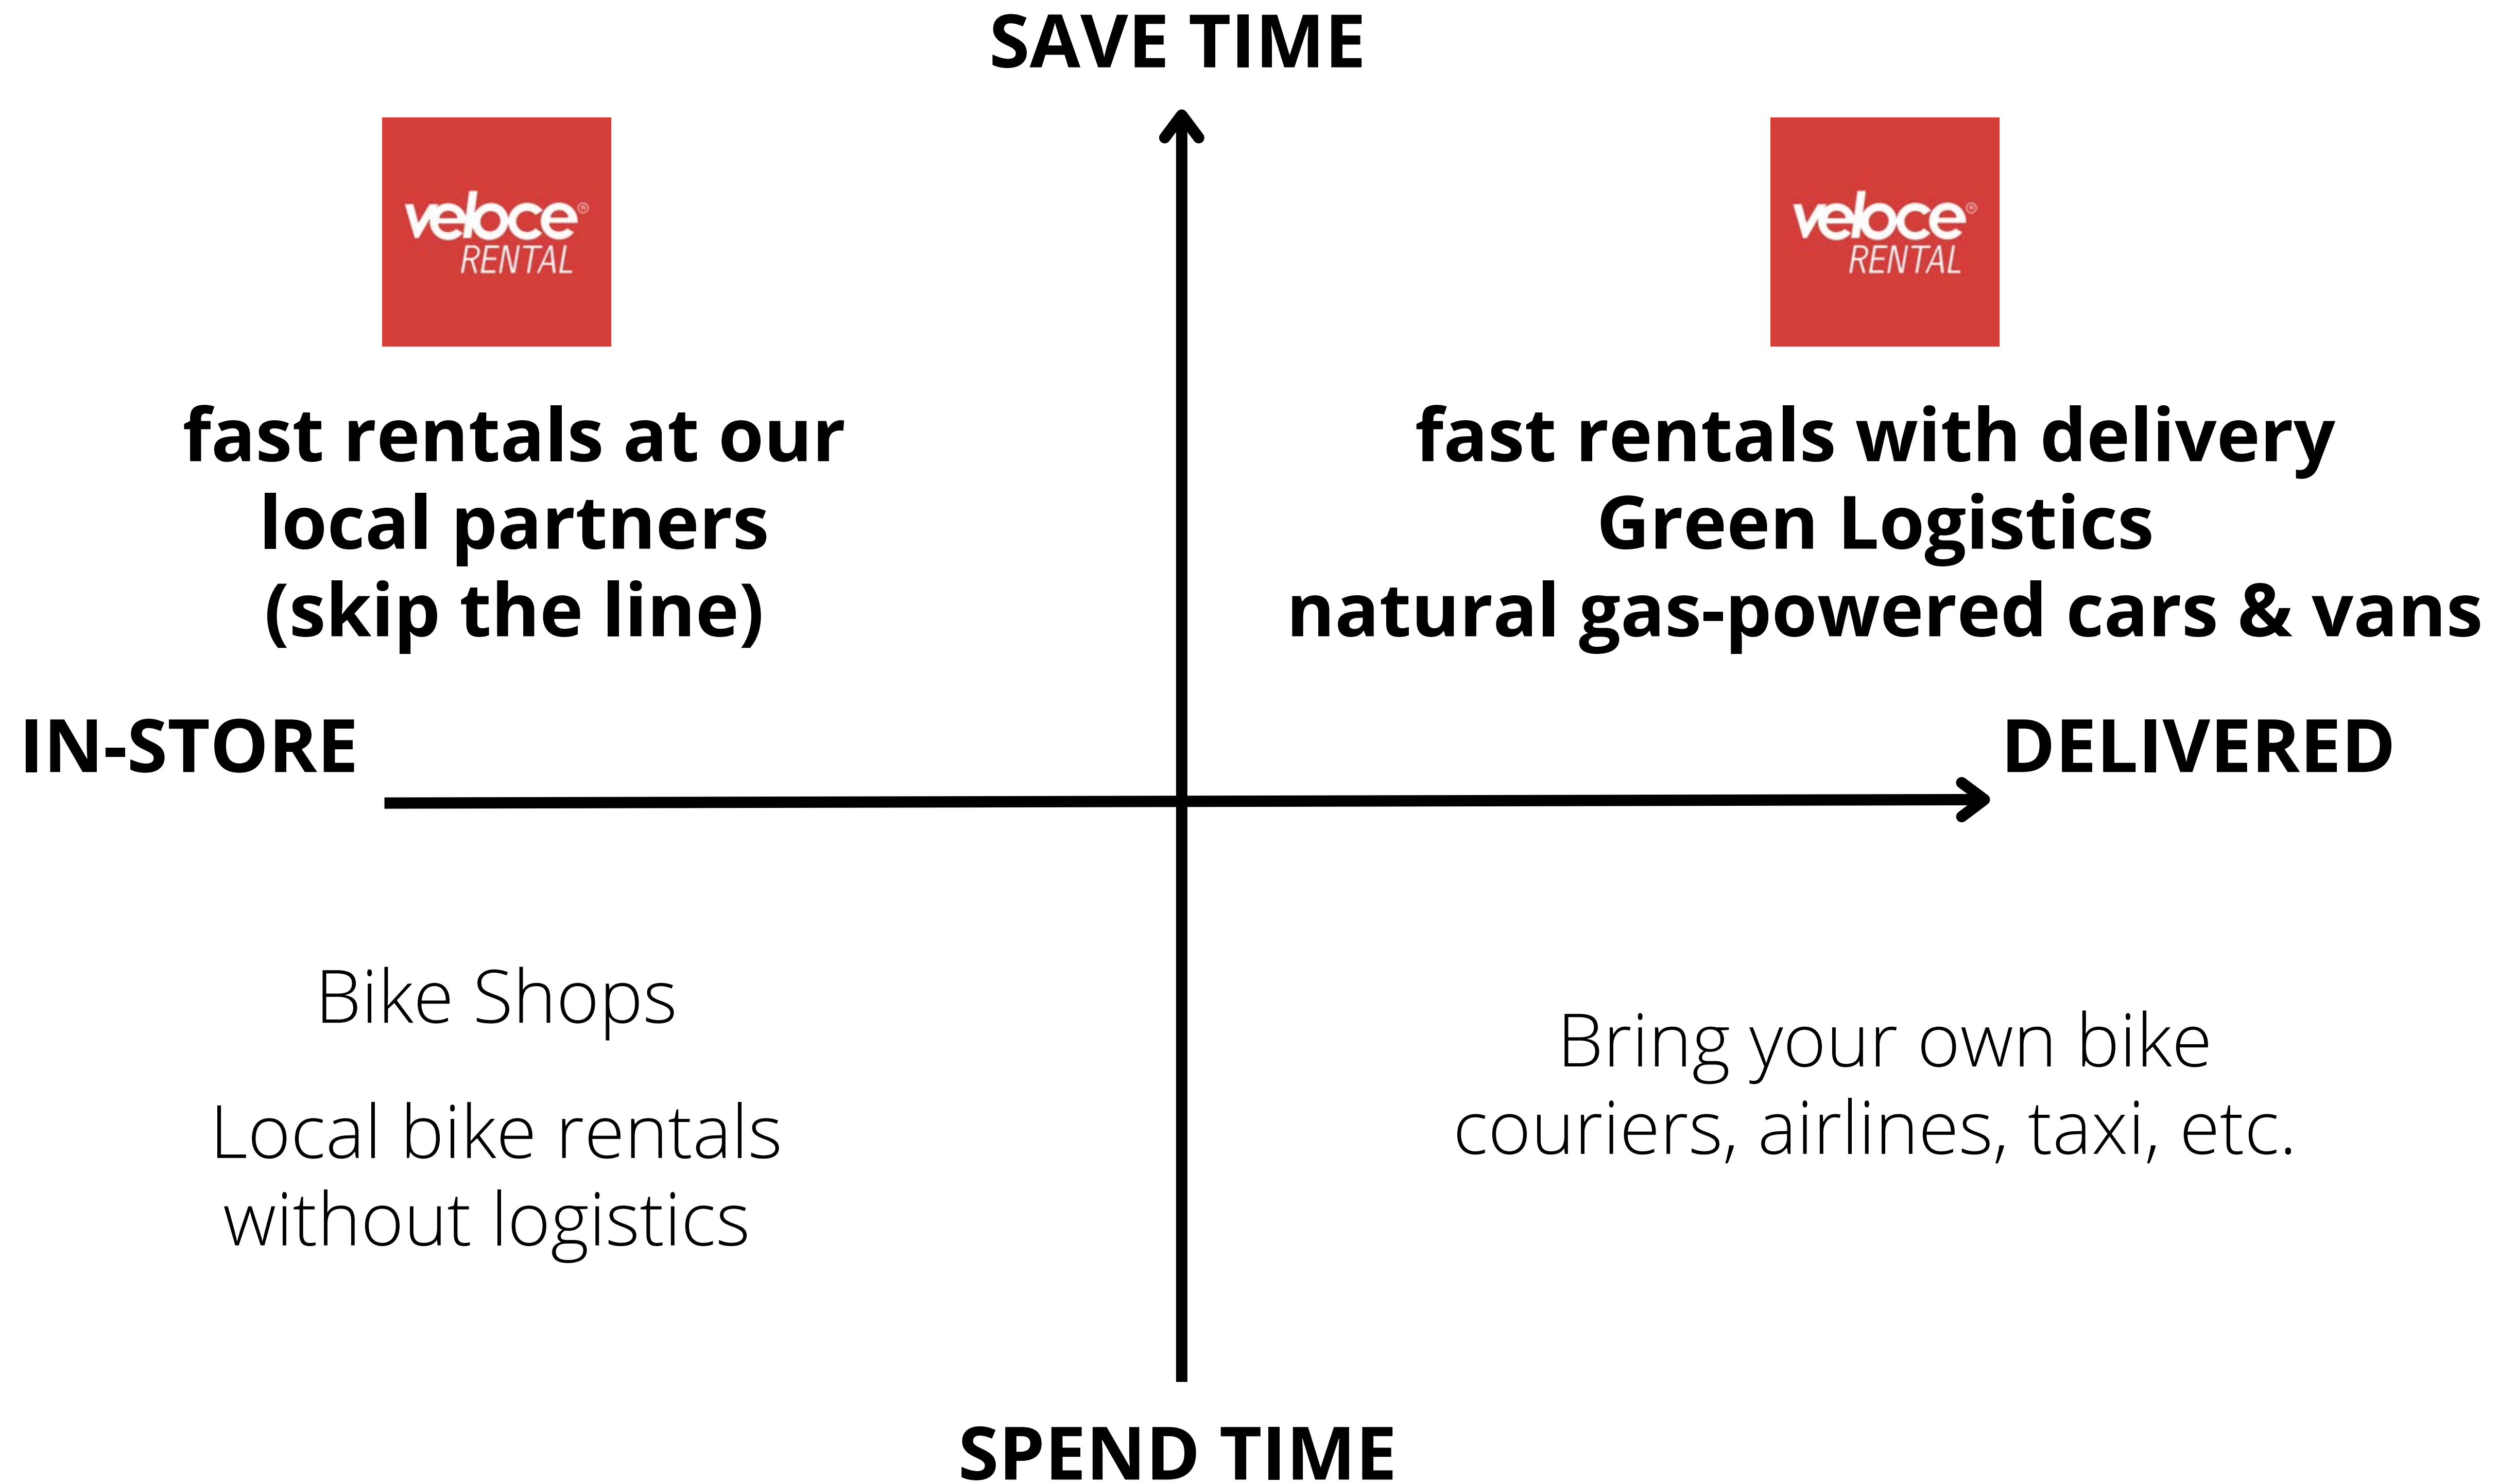 SAVE TIME
veloce®
RENTAL
fast rentals at our
local partners
(skip the line)
veloce®
RENTAL
fast rentals with delivery
Green Logistics
natural gas-powered cars & vans
IN-STORE
DELIVERED
Bike Shops
Local bike rentals
without logistics
Bring your own bike
couriers, airlines, taxi, etc.
SPEND TIME